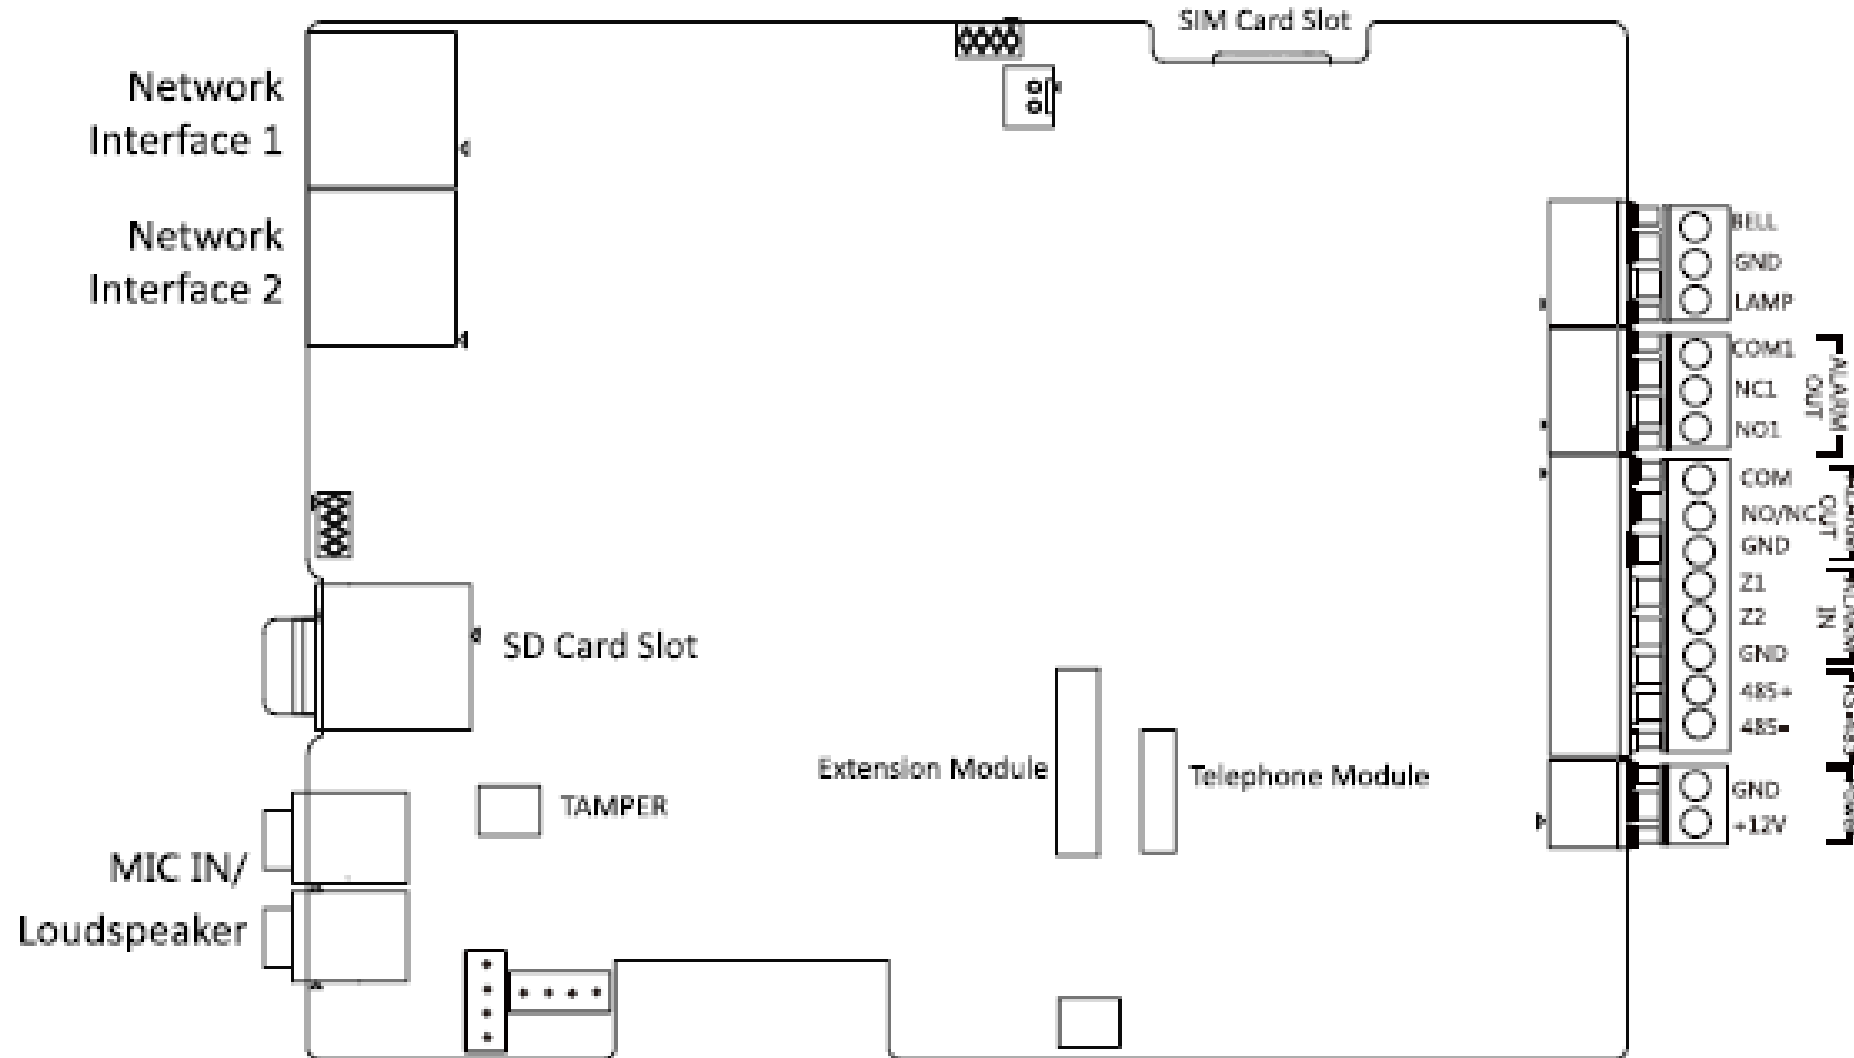 SIM Card Slot
Network
Interface 1
Network
Interface 2
BELL
GND
LAMP
COM1
NC1
NO1
ALARM
OUT
COM
NO/NC
GND
OUT
Z1
Z2
GND
IN
485+
485-
SD Card Slot
Extension Module
Telephone Module
TAMPER
GND
+12V
MIC IN/
Loudspeaker